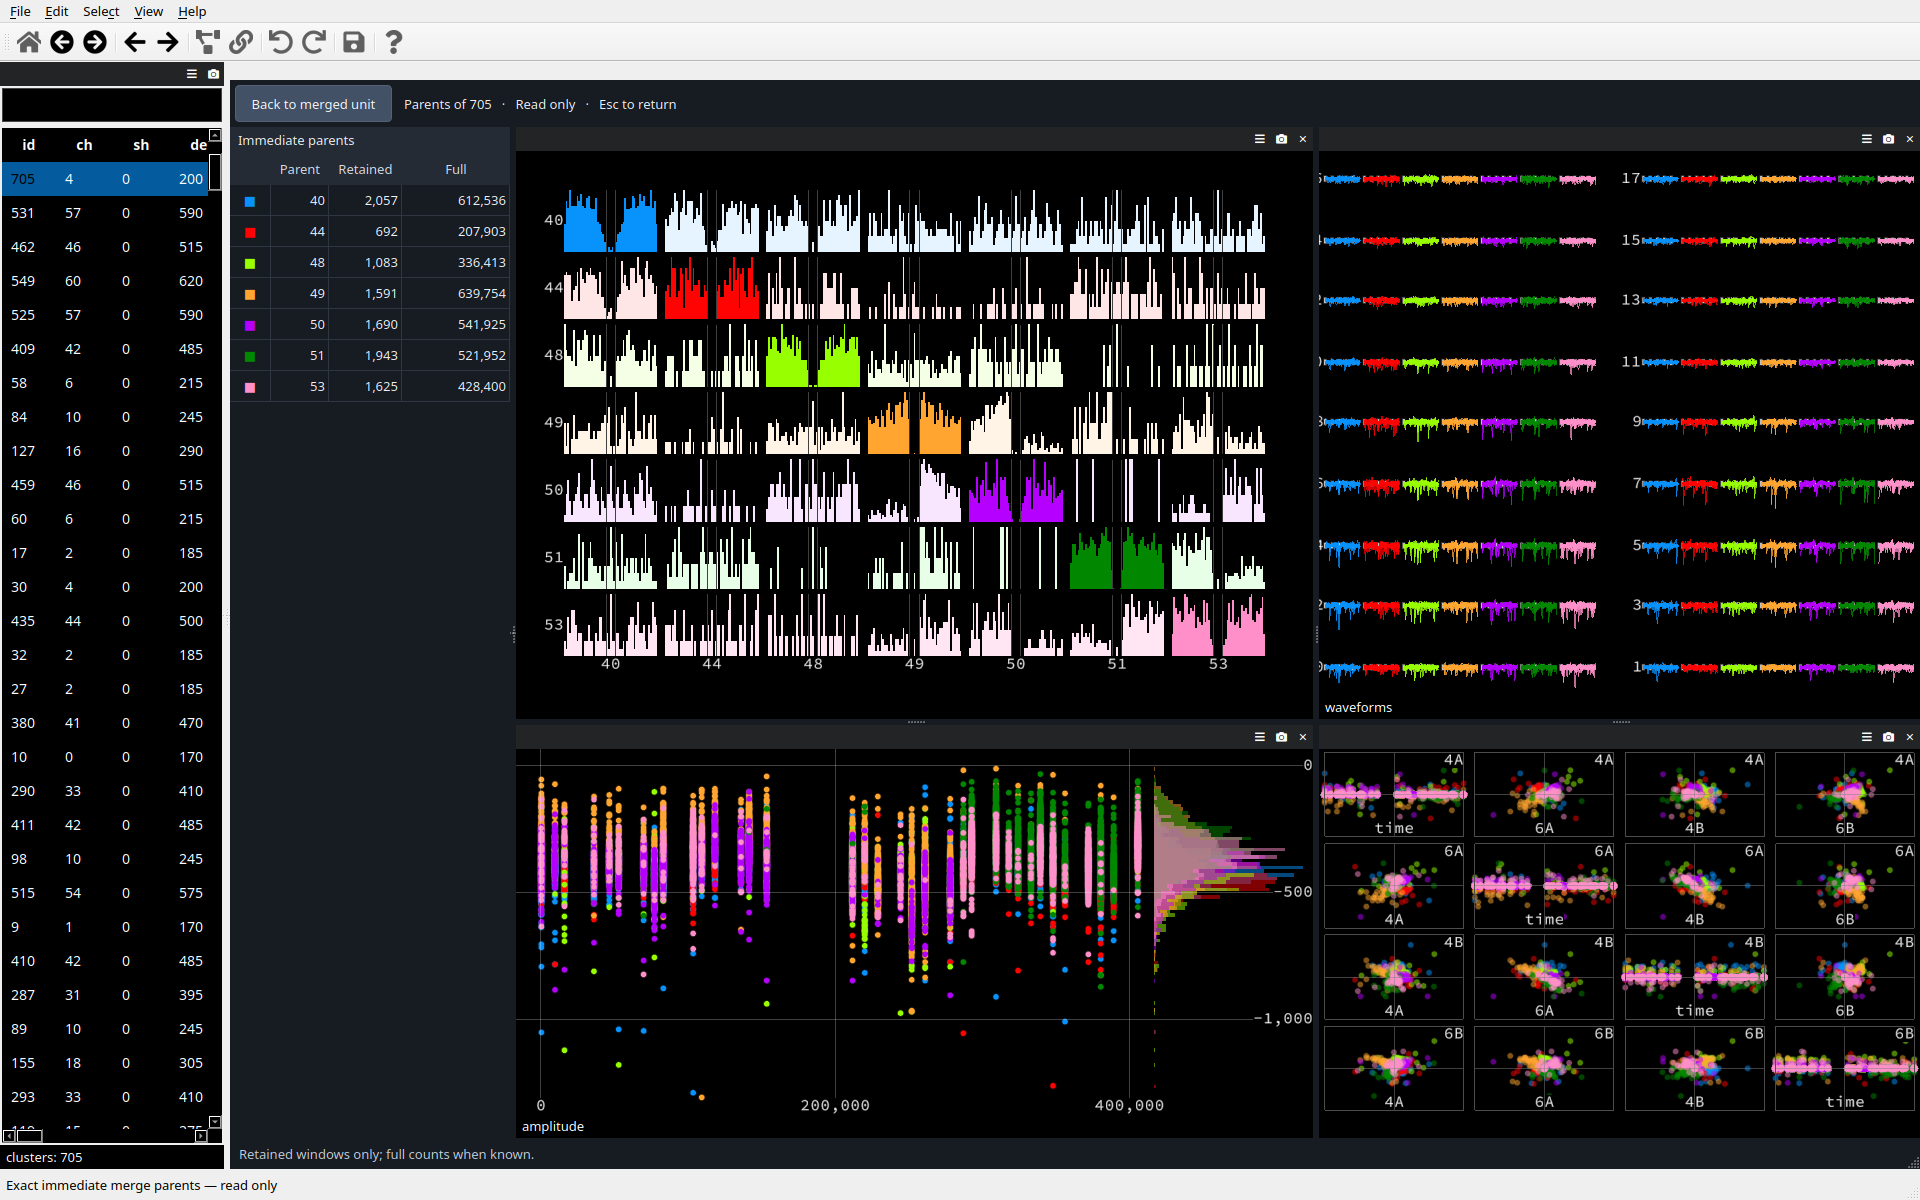 File Edit Select View Help
Back to merged unit Parents of 705 · Read only · Esc to return
id ch sh de
705 4 0 200
531 57 0 590
462 46 0 515
549 60 0 620
525 57 0 590
409 42 0 485
58 6 0 215
84 10 0 245
127 16 0 290
459 46 0 515
60 6 0 215
17 2 0 185
30 4 0 200
435 44 0 500
32 2 0 185
27 2 0 185
380 41 0 470
10 0 0 170
290 33 0 410
411 42 0 485
98 10 0 245
515 54 0 575
9 1 0 170
410 42 0 485
287 31 0 395
89 10 0 245
155 18 0 305
293 33 0 410
clusters: 705
Immediate parents
Parent Retained Full
40 2,057 612,536
44 692 207,903
48 1,083 336,413
49 1,591 639,754
50 1,690 541,925
51 1,943 521,952
53 1,625 428,400
40
44
48
49
50
51
53
40 44 48 49 50 51 53
17
15
13
11
9
7
5
3
1
waveforms
0
-500
-1,000
0 200,000 400,000
amplitude
4A 4A 4A 4A
time 6A 4B 6B
6A 6A 6A 6A
4A time 4B 6B
4B 4B 4B 4B
4A 6A time 6B
6B 6B 6B 6B
4A 6A 4B time
Retained windows only; full counts when known.
Exact immediate merge parents — read only